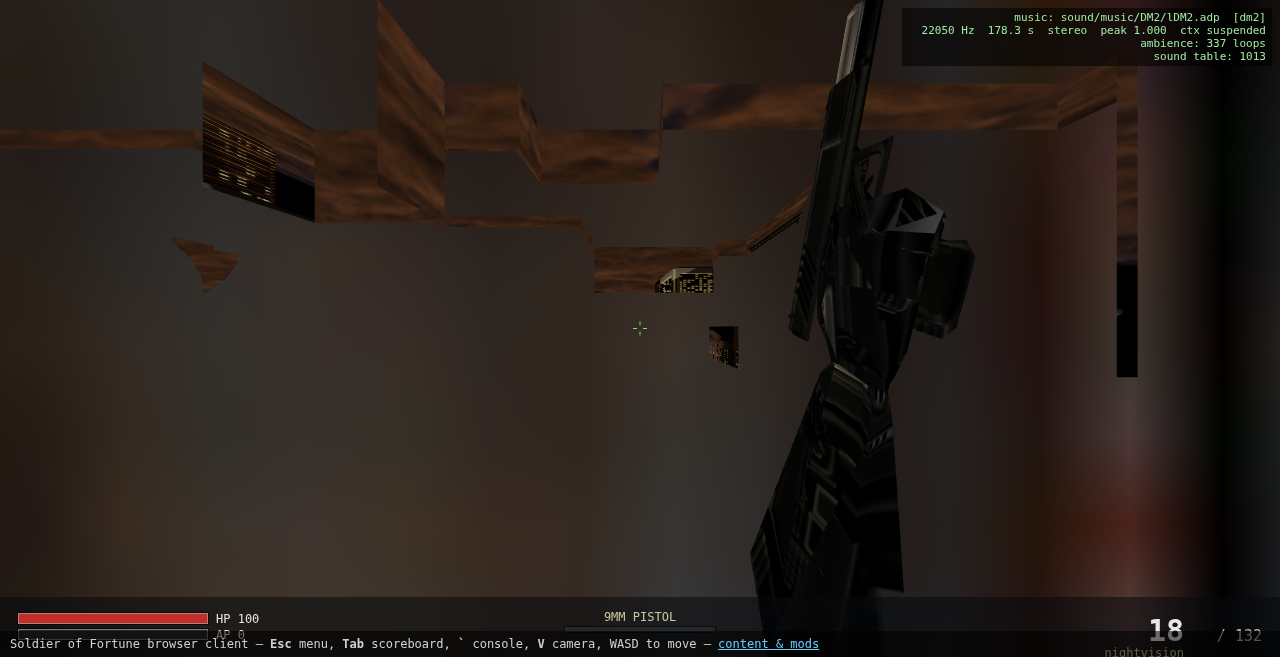 music: sound/music/DM2/lDM2.adp [dm2]
22050 Hz 178.3 s stereo peak 1.000 ctx suspended
ambience: 337 loops
sound table: 1013
HP 100
9MM PISTOL
AP 0
18 / 132
Soldier of Fortune browser client — Esc menu, Tab scoreboard, ` console, V camera, WASD to move — content & mods
nightvision